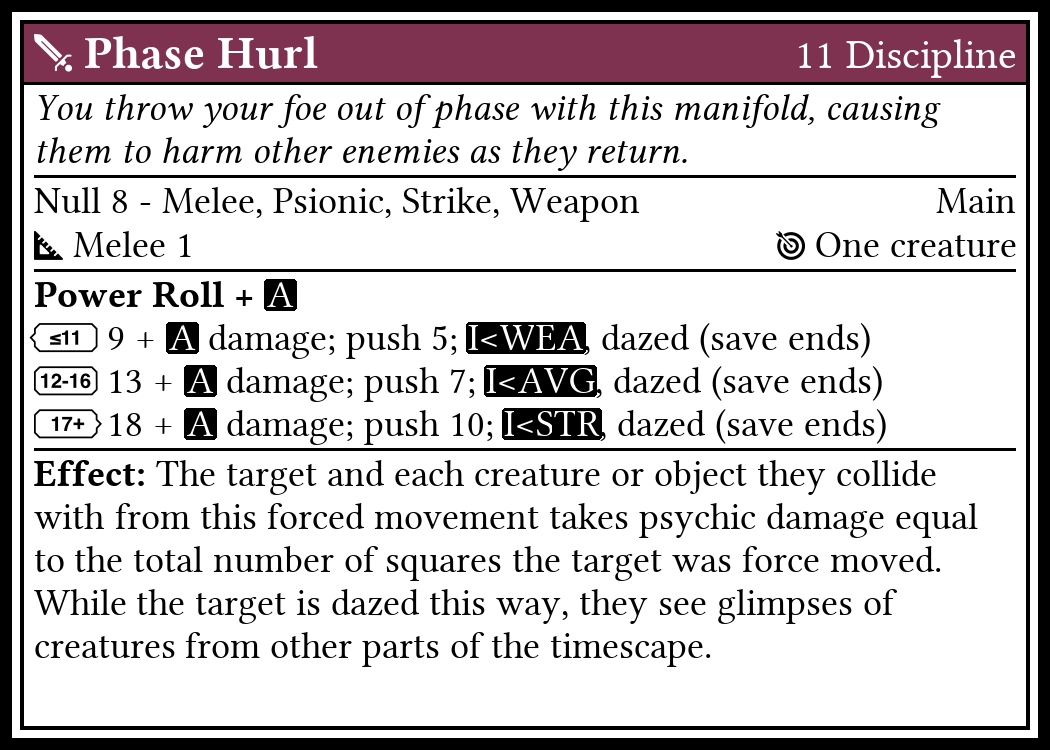 Phase Hurl 11 Discipline
You throw your foe out of phase with this manifold, causing
them to harm other enemies as they return.
Null 8 - Melee, Psionic, Strike, Weapon Main
Melee 1 One creature
Power Roll + A
≤11 9 + A damage; push 5; I<WEA, dazed (save ends)
12-16 13 + A damage; push 7; I<AVG, dazed (save ends)
17+ 18 + A damage; push 10; I<STR, dazed (save ends)
Effect: The target and each creature or object they collide
with from this forced movement takes psychic damage equal
to the total number of squares the target was force moved.
While the target is dazed this way, they see glimpses of
creatures from other parts of the timescape.